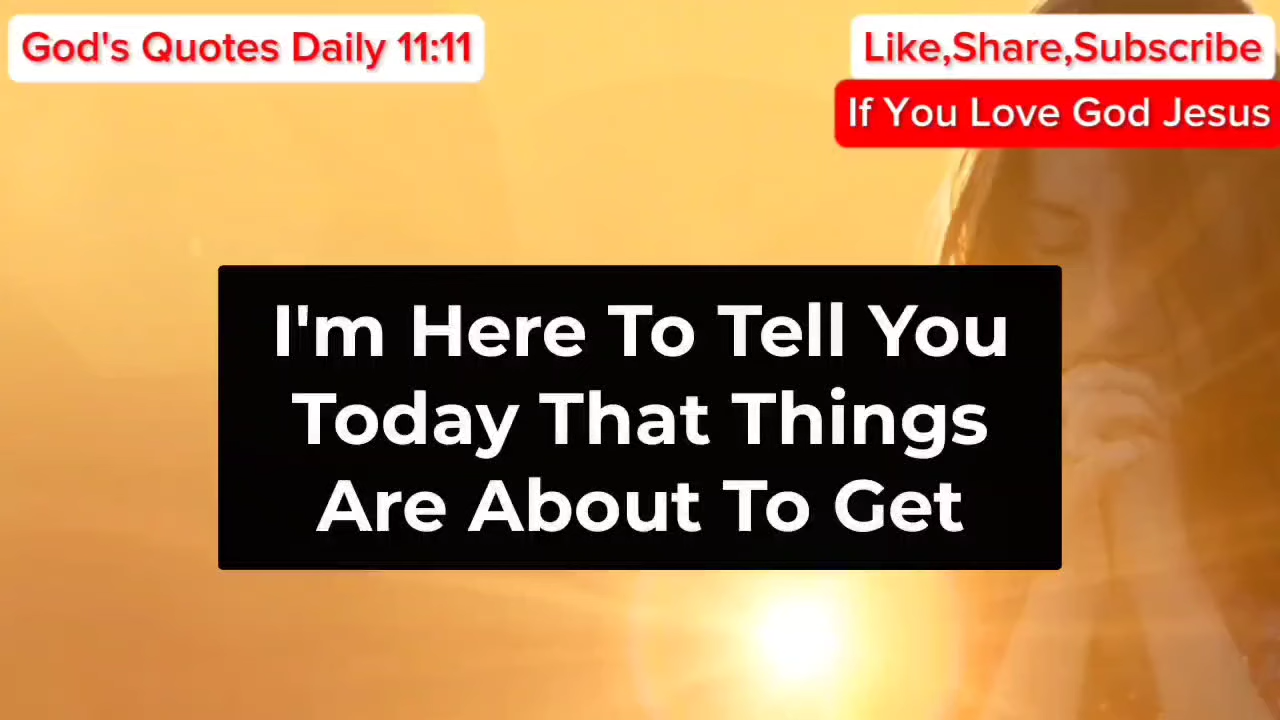 God's Quotes Daily 11:11
Like,Share,Subscribe
If You Love God Jesus
I'm Here To Tell You
Today That Things
Are About To Get